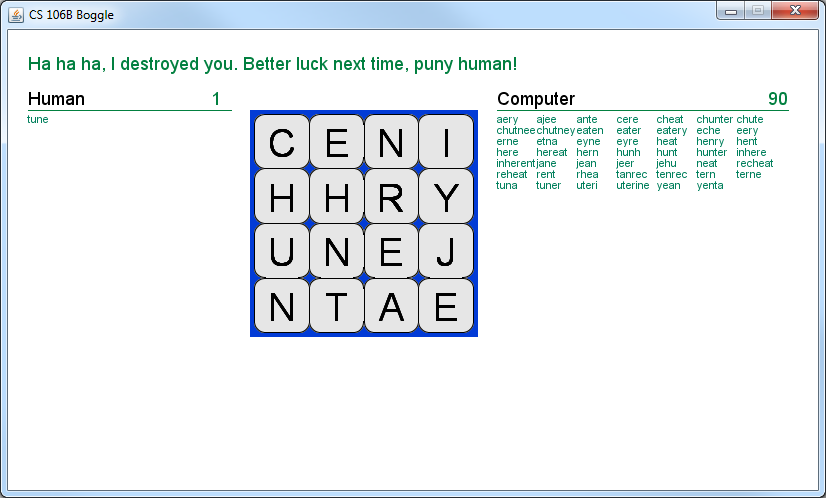 CS 106B Boggle
Ha ha ha, I destroyed you. Better luck next time, puny human!
Human 1
Computer 90
tune
aery ajee ante cere cheat chunter chute
chutnee chutney eaten eater eatery eche eery
erne etna eyne eyre heat henry hent
here hereat hern hunh hunt hunter inhere
inherent jane jean jeer jehu neat recheat
reheat rent rhea tanrec tenrec tern terne
tuna tuner uteri uterine yean yenta
C E N I
H H R Y
U N E J
N T A E